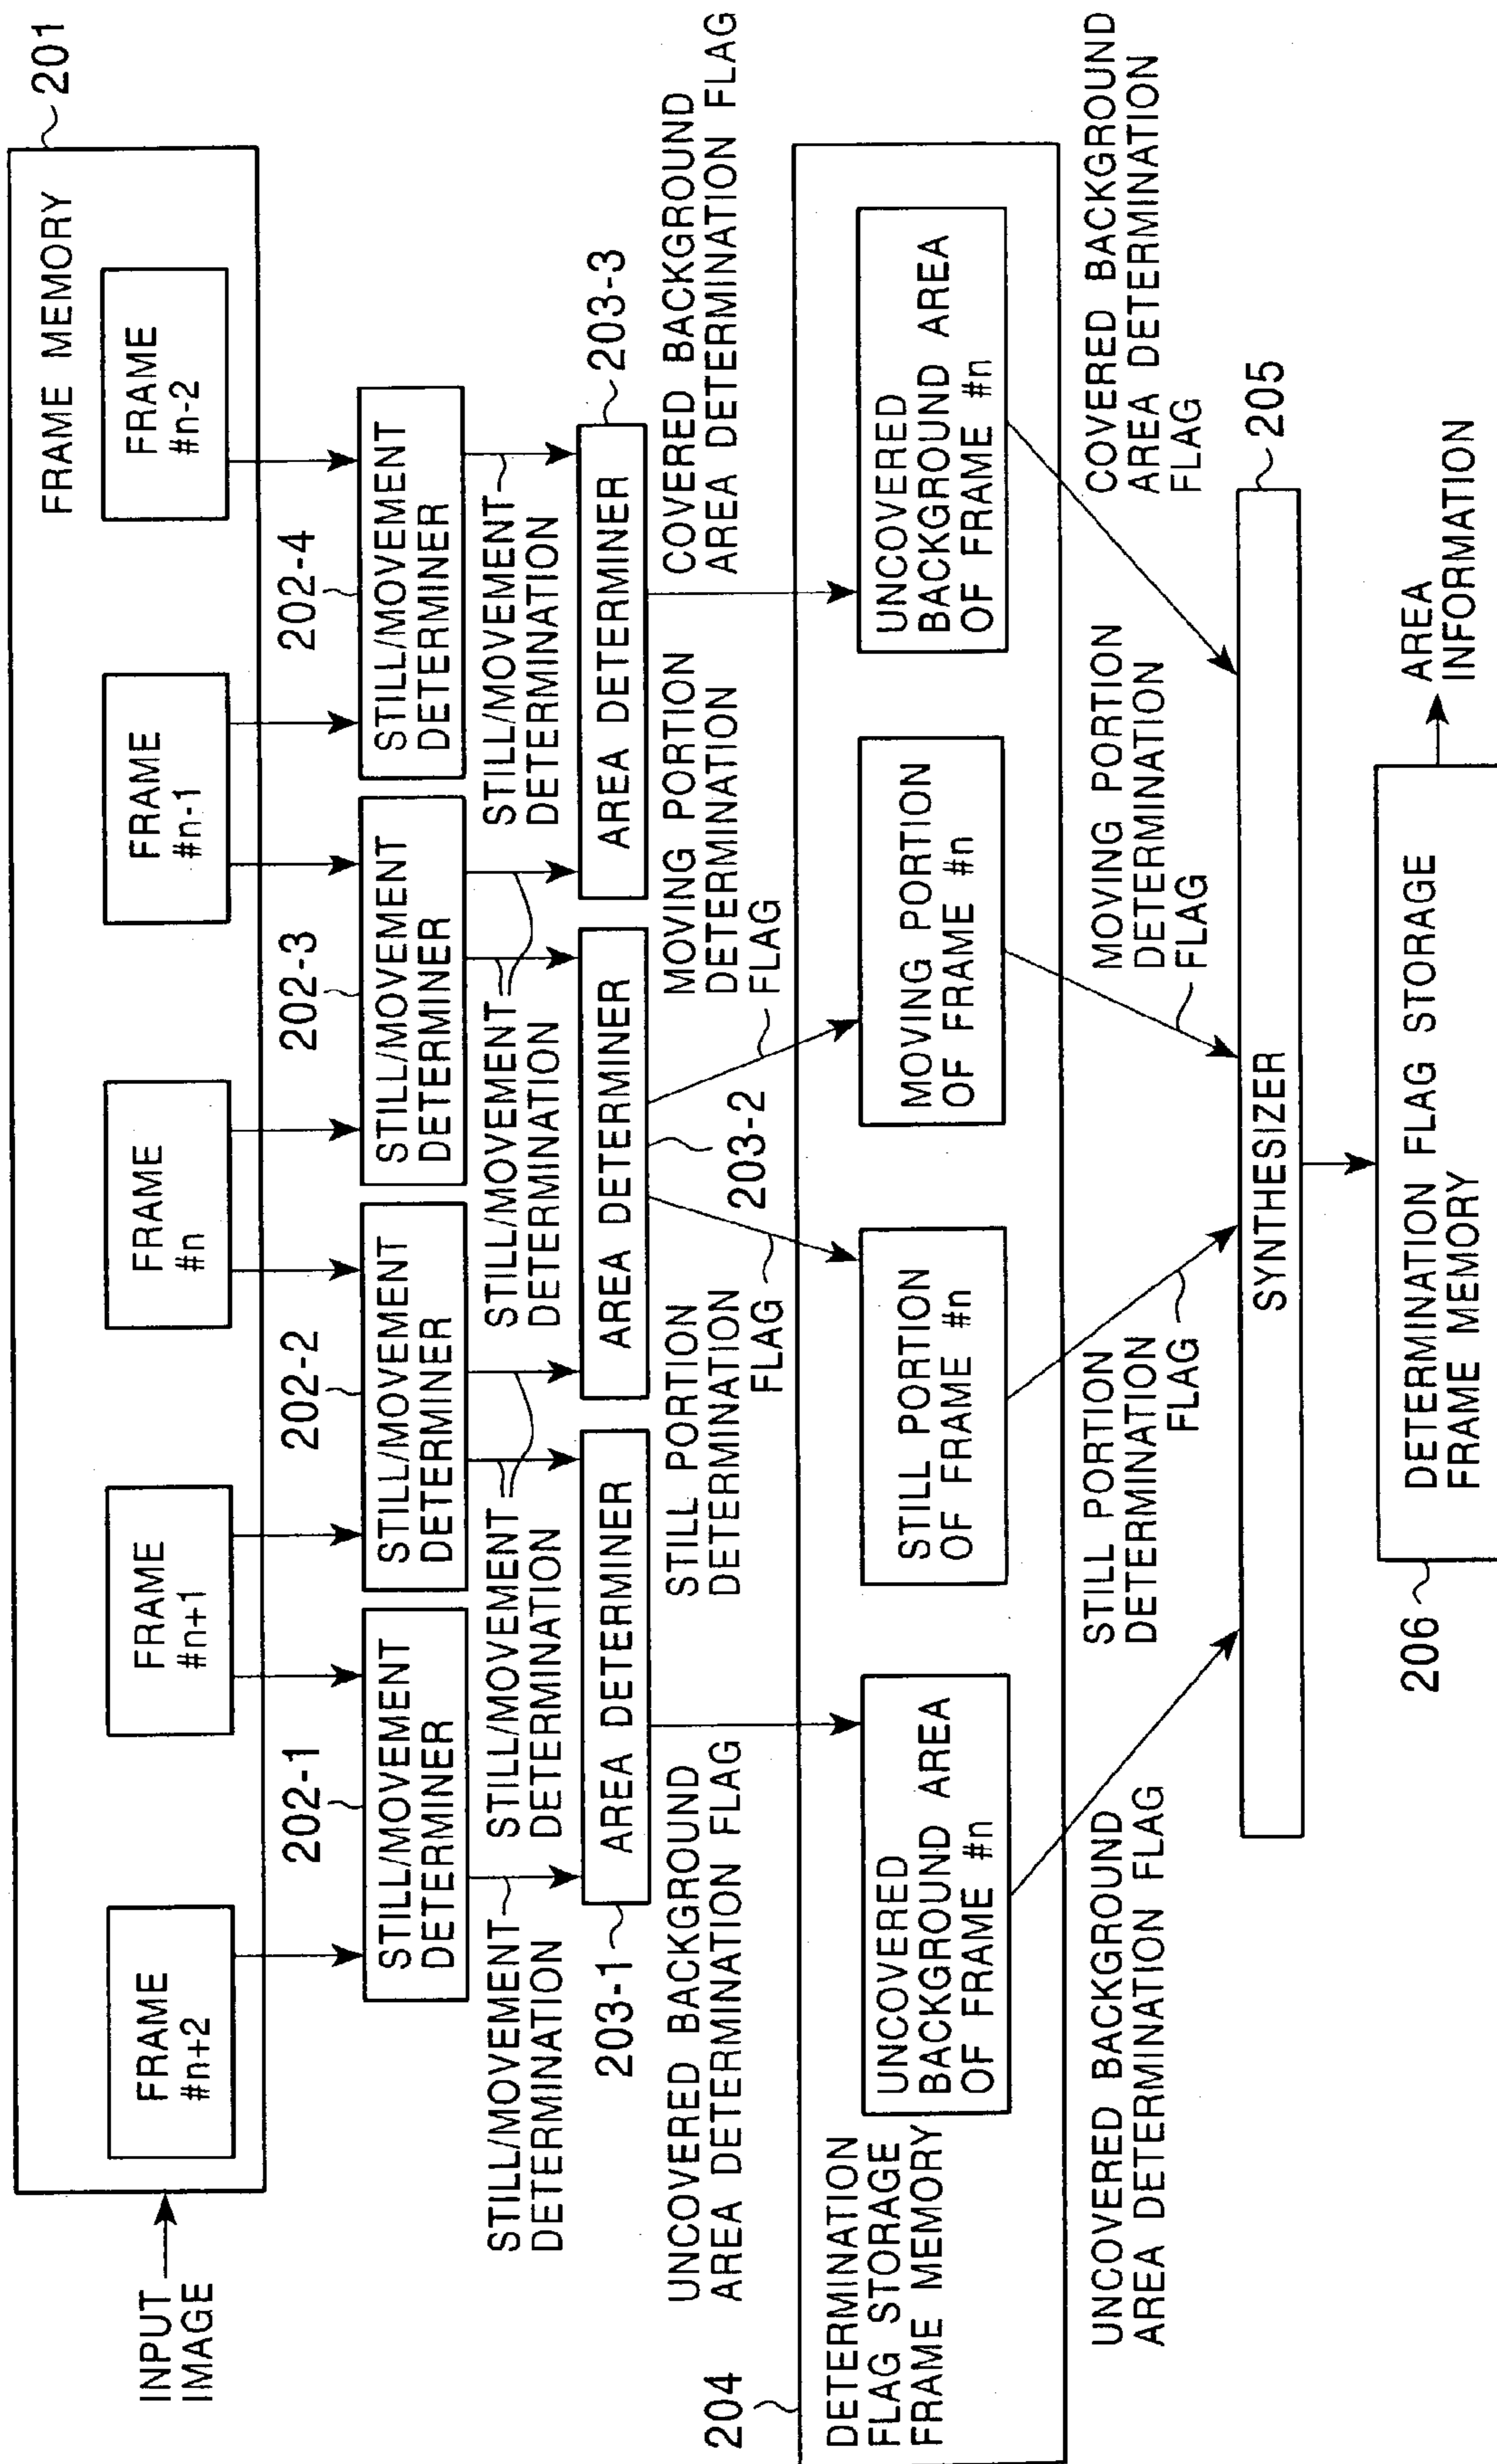 INPUT
IMAGE
FRAME MEMORY
201
FRAME
#n+2
FRAME
#n+1
FRAME
#n
FRAME
#n-1
FRAME
#n-2
202-1
202-2
202-3
202-4
STILL/MOVEMENT
DETERMINER
STILL/MOVEMENT
DETERMINER
STILL/MOVEMENT
DETERMINER
STILL/MOVEMENT
DETERMINER
STILL/MOVEMENT
DETERMINATION
STILL/MOVEMENT
DETERMINATION
STILL/MOVEMENT
DETERMINATION
STILL/MOVEMENT
DETERMINATION
203-1
AREA DETERMINER
AREA DETERMINER
AREA DETERMINER
203-3
UNCOVERED BACKGROUND
AREA DETERMINATION FLAG
STILL PORTION
DETERMINATION
FLAG
203-2
MOVING PORTION
DETERMINATION
FLAG
COVERED BACKGROUND
AREA DETERMINATION FLAG
204
DETERMINATION
FLAG STORAGE
FRAME MEMORY
UNCOVERED
BACKGROUND AREA
OF FRAME #n
STILL PORTION
OF FRAME #n
MOVING PORTION
OF FRAME #n
UNCOVERED
BACKGROUND AREA
OF FRAME #n
UNCOVERED BACKGROUND
AREA DETERMINATION FLAG
STILL PORTION
DETERMINATION
FLAG
MOVING PORTION
DETERMINATION
FLAG
COVERED BACKGROUND
AREA DETERMINATION
FLAG
SYNTHESIZER
205
206
DETERMINATION FLAG STORAGE
FRAME MEMORY
AREA
INFORMATION